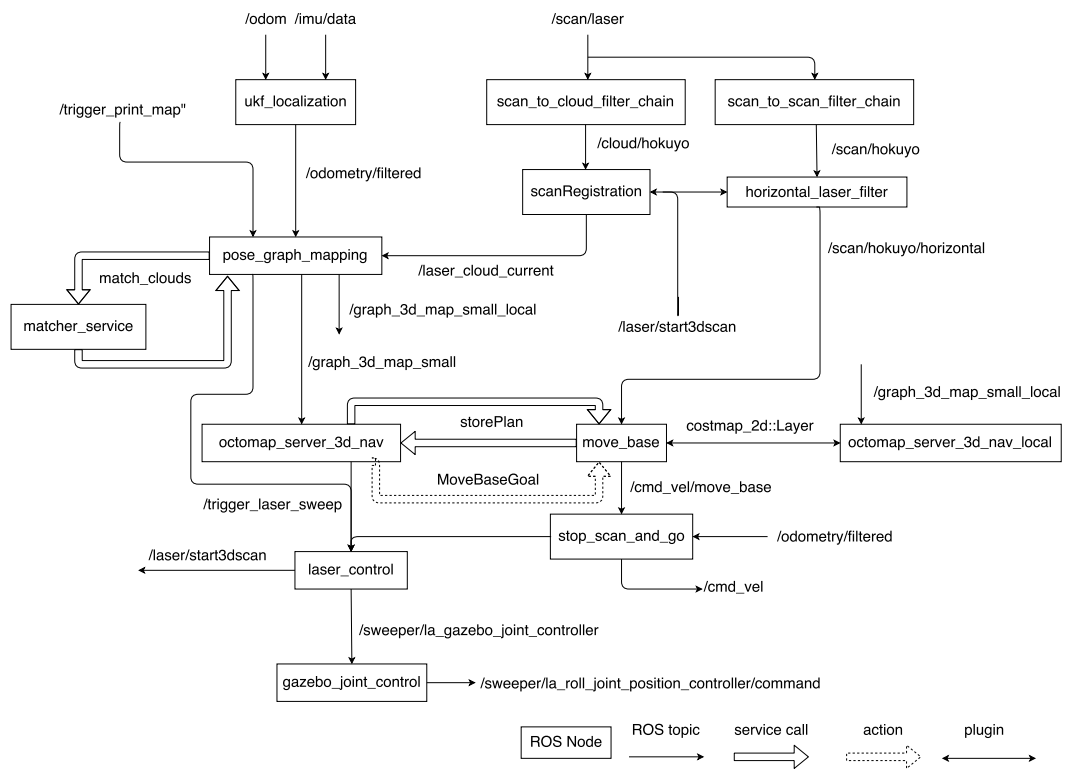 /odom /imu/data
/scan/laser
ukf_localization
scan_to_cloud_filter_chain
scan_to_scan_filter_chain
/trigger_print_map"
/cloud/hokuyo
/scan/hokuyo
/odometry/filtered
scanRegistration
horizontal_laser_filter
/scan/hokuyo/horizontal
pose_graph_mapping
/laser_cloud_current
match_clouds
/graph_3d_map_small_local
matcher_service
/laser/start3dscan
/graph_3d_map_small
/graph_3d_map_small_local
storePlan
costmap_2d::Layer
octomap_server_3d_nav
move_base
octomap_server_3d_nav_local
MoveBaseGoal
/cmd_vel/move_base
/trigger_laser_sweep
stop_scan_and_go
/odometry/filtered
/laser/start3dscan
laser_control
/cmd_vel
/sweeper/la_gazebo_joint_controller
gazebo_joint_control
/sweeper/la_roll_joint_position_controller/command
ROS Node
ROS topic
service call
action
plugin